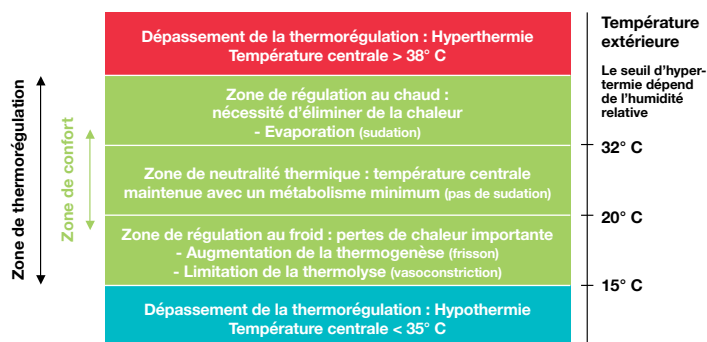 Dépassement de la thermorégulation : Hyperthermie
Température centrale > 38° C
Zone de régulation au chaud :
nécessité d'éliminer de la chaleur
- Evaporation (sudation)
Zone de neutralité thermique : température centrale
maintenue avec un métabolisme minimum (pas de sudation)
Zone de régulation au froid : pertes de chaleur importante
- Augmentation de la thermogenèse (frisson)
- Limitation de la thermolyse (vasoconstriction)
Dépassement de la thermorégulation : Hypothermie
Température centrale < 35° C
Zone de thermorégulation
Zone de confort
Température
extérieure
Le seuil d'hyper-
termie dépend
de l'humidité
relative
32° C
20° C
15° C